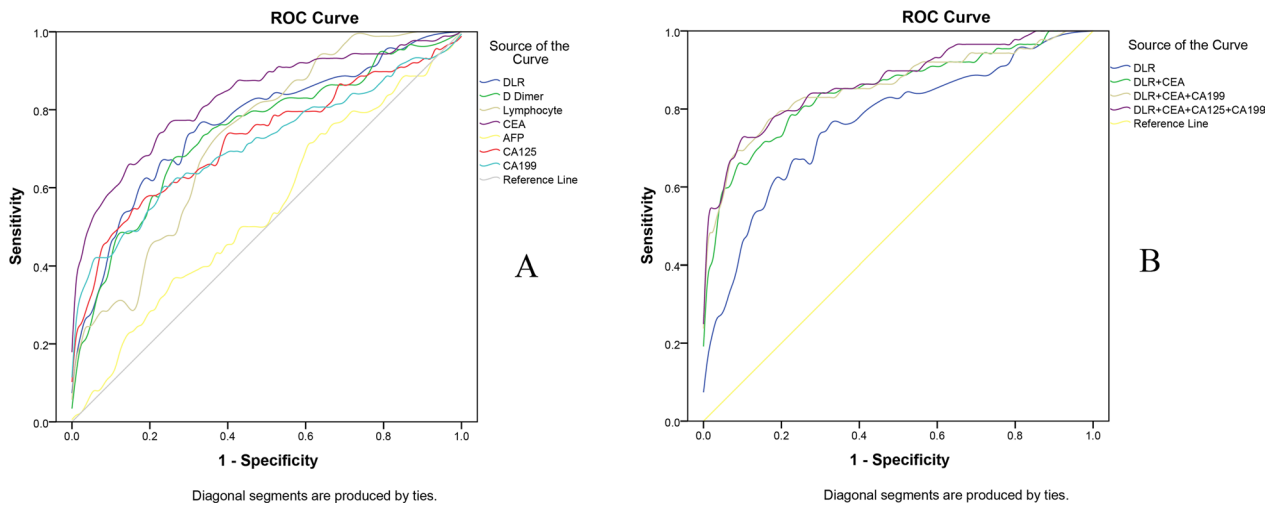 ROC Curve
Sensitivity
1.0
0.8
0.6
0.4
0.2
0.0
0.0 0.2 0.4 0.6 0.8 1.0
1 - Specificity
Source of the
Curve
DLR
D Dimer
Lymphocyte
CEA
AFP
CA125
CA199
Reference Line
A
Diagonal segments are produced by ties.
ROC Curve
Sensitivity
1.0
0.8
0.6
0.4
0.2
0.0
0.0 0.2 0.4 0.6 0.8 1.0
1 - Specificity
Source of the Curve
DLR
DLR+CEA
DLR+CEA+CA199
DLR+CEA+CA125+CA199
Reference Line
B
Diagonal segments are produced by ties.